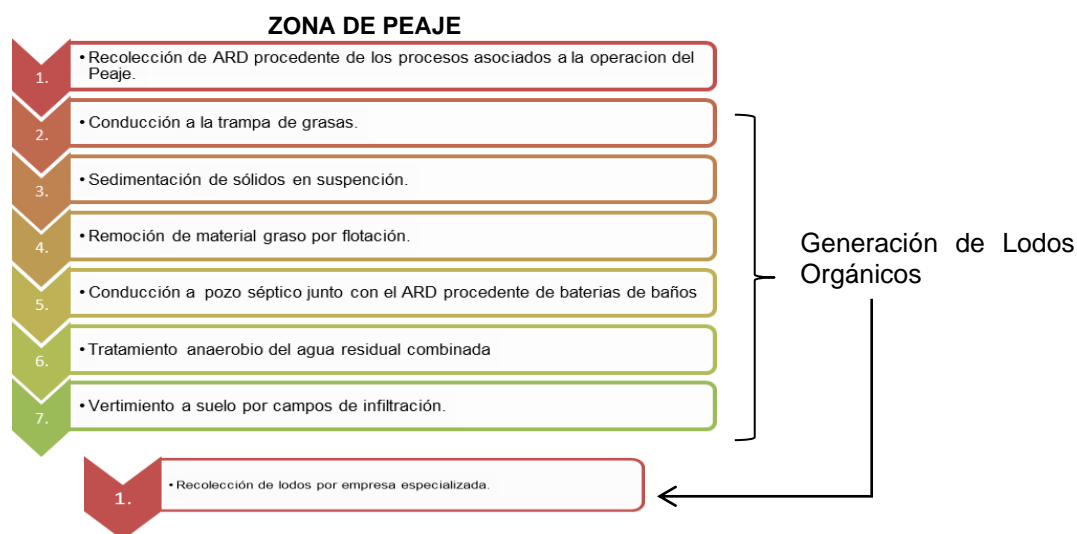 ZONA DE PEAJE
1.
• Recolección de ARD procedente de los procesos asociados a la operacion del
Peaje.
2.
• Conducción a la trampa de grasas.
3.
• Sedimentación de sólidos en suspención.
4.
• Remoción de material graso por flotación.
5.
• Conducción a pozo séptico junto con el ARD procedente de baterias de baños
6.
• Tratamiento anaerobio del agua residual combinada
7.
• Vertimiento a suelo por campos de infiltración.
Generación de Lodos
Orgánicos
1.
• Recolección de lodos por empresa especializada.